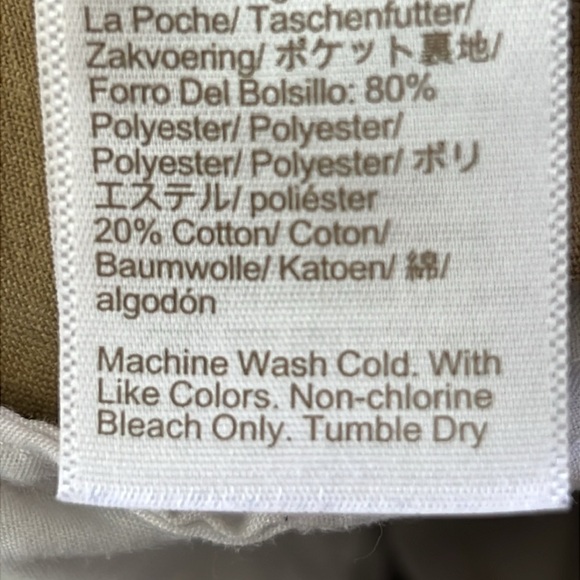 La Poche/ Taschenfutter/
Zakvoering/ ポケット裏地/
Forro Del Bolsillo: 80%
Polyester/ Polyester/
Polyester/ Polyester/ ポリ
エステル/ poliéster
20% Cotton/ Coton/
Baumwolle/ Katoen/ 綿/
algodón
Machine Wash Cold. With
Like Colors. Non-chlorine
Bleach Only. Tumble Dry